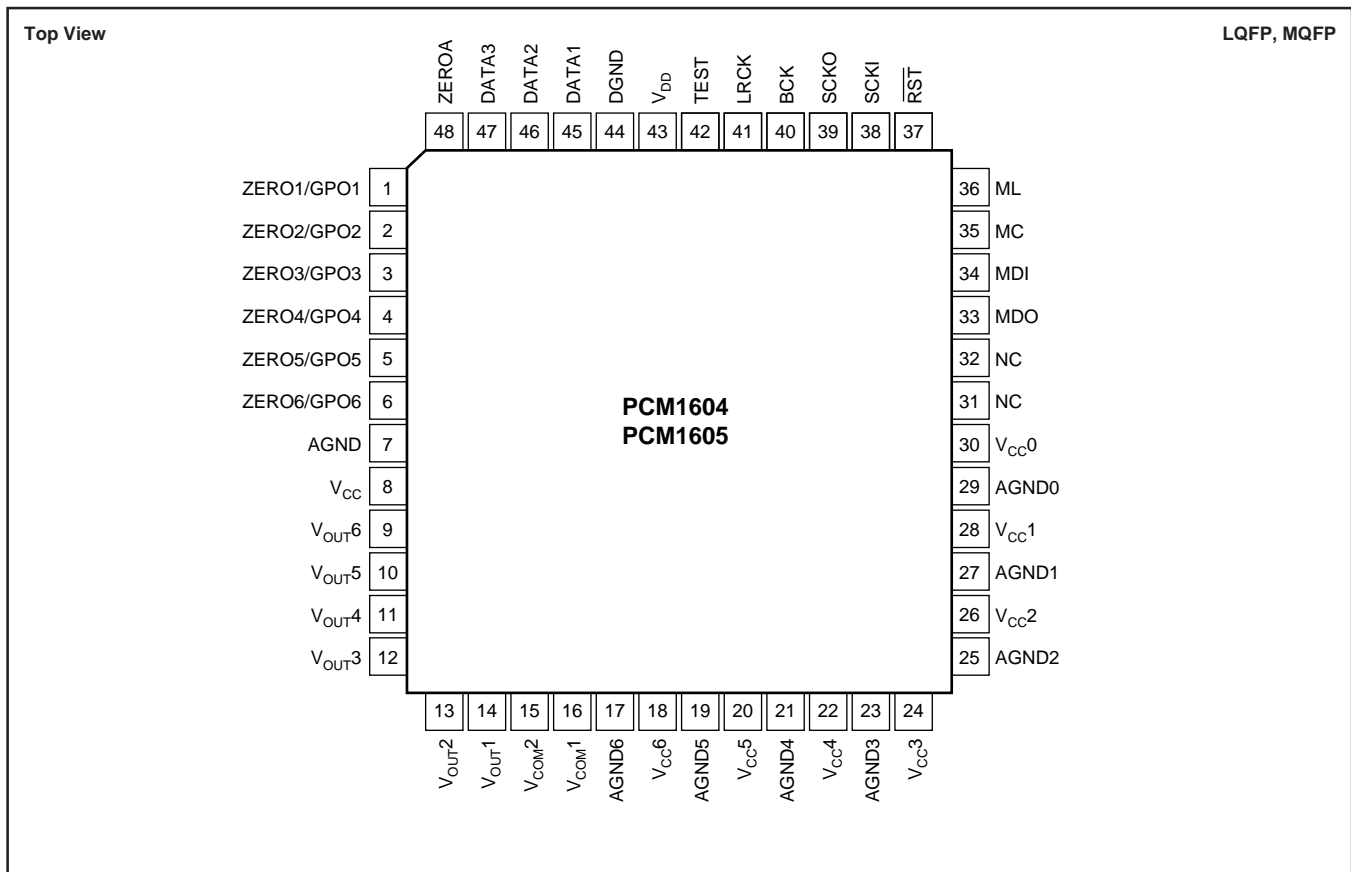 Top View
LQFP, MQFP
ZEROA
DATA3
DATA2
DATA1
DGND
VDD
TEST
LRCK
BCK
SCKO
SCKI
RST
48 47 46 45 44 43 42 41 40 39 38 37
ZERO1/GPO1 1
36 ML
ZERO2/GPO2 2
35 MC
ZERO3/GPO3 3
34 MDI
ZERO4/GPO4 4
33 MDO
ZERO5/GPO5 5
32 NC
ZERO6/GPO6 6
31 NC
PCM1604
PCM1605
AGND 7
30 VCC0
VCC 8
29 AGND0
VOUT6 9
28 VCC1
VOUT5 10
27 AGND1
VOUT4 11
26 VCC2
VOUT3 12
25 AGND2
13 14 15 16 17 18 19 20 21 22 23 24
VOUT2
VOUT1
VCOM2
VCOM1
AGND6
VCC6
AGND5
VCC5
AGND4
VCC4
AGND3
VCC3